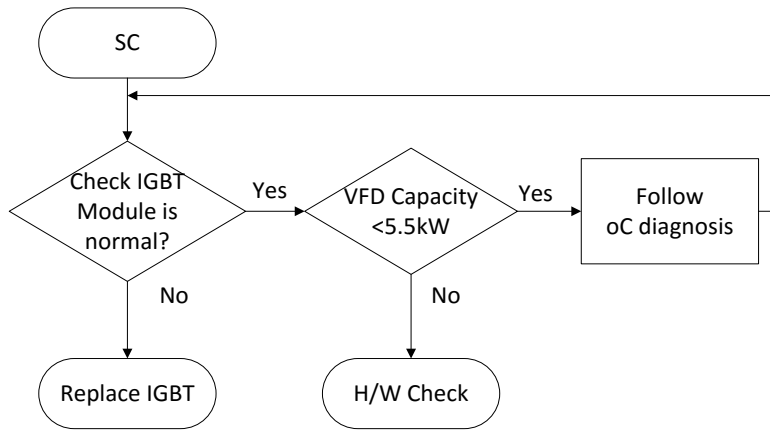 SC
Check IGBT
Module is
normal?
Yes
VFD Capacity
<5.5kW
Yes
Follow
oC diagnosis
No
No
Replace IGBT
H/W Check